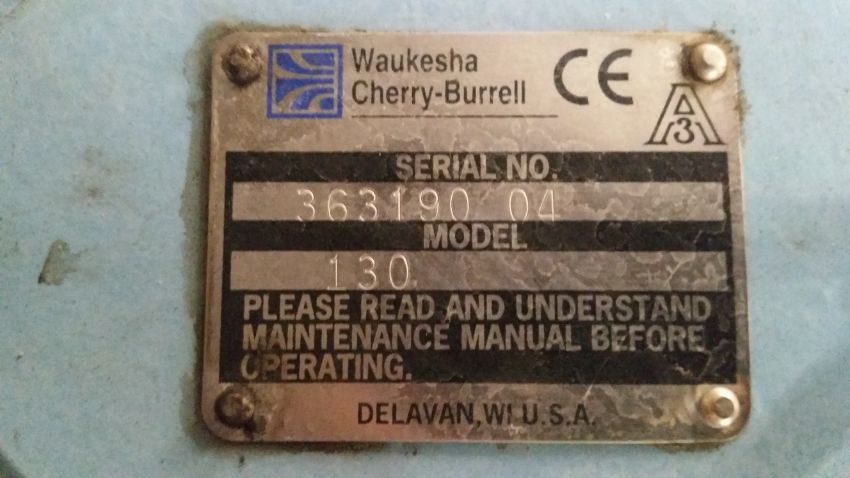 Waukesha
Cherry-Burrell
CE
3A
SERIAL NO.
363190 04
MODEL
130
PLEASE READ AND UNDERSTAND
MAINTENANCE MANUAL BEFORE
OPERATING.
DELAVAN, WI U.S.A.